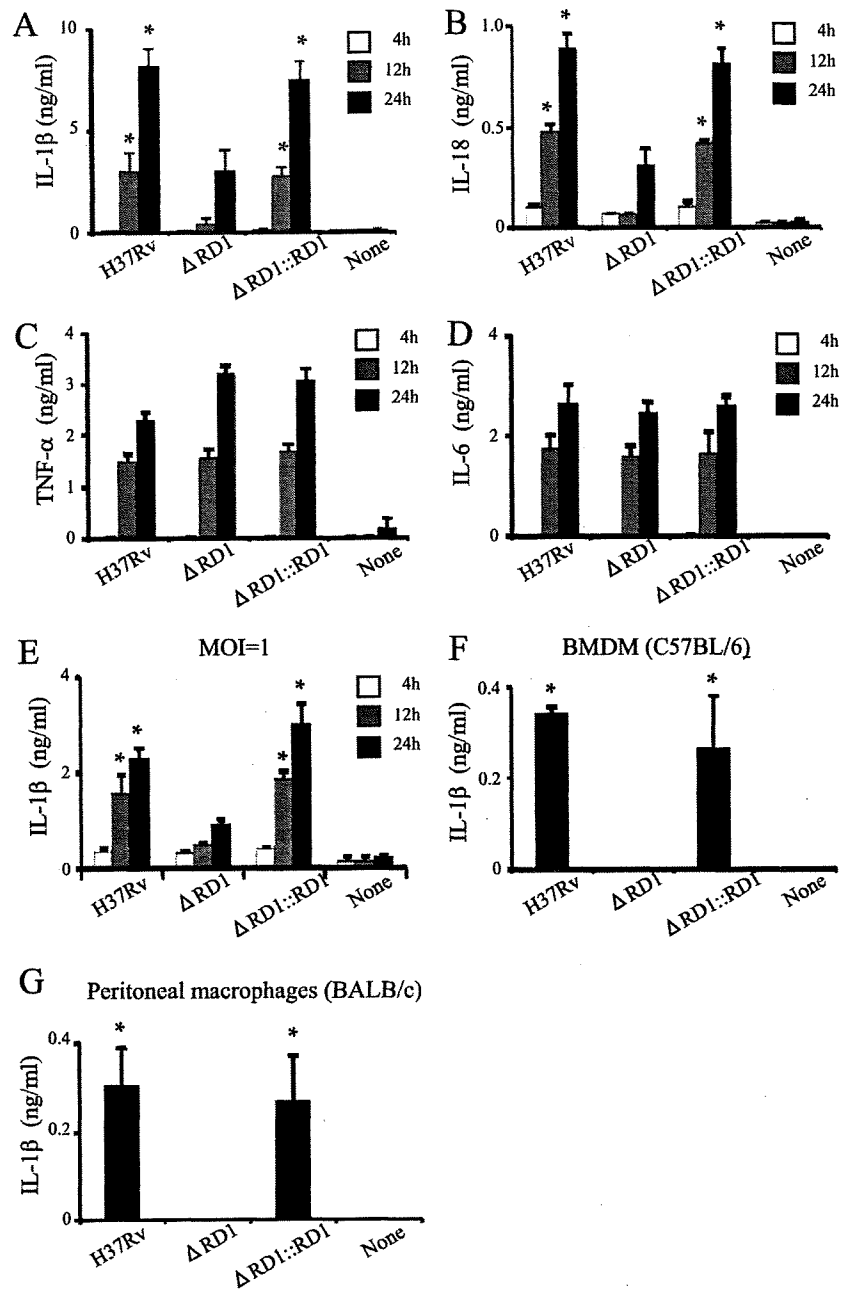 A
IL-1β (ng/ml)
10
5
0
* * * *
4h
12h
24h
H37Rv
ΔRD1
ΔRD1::RD1
None
B
IL-18 (ng/ml)
1.0
0.5
0
* * * *
4h
12h
24h
H37Rv
ΔRD1
ΔRD1::RD1
None
C
TNF-α (ng/ml)
4
3
2
1
0
4h
12h
24h
H37Rv
ΔRD1
ΔRD1::RD1
None
D
IL-6 (ng/ml)
4
2
0
4h
12h
24h
H37Rv
ΔRD1
ΔRD1::RD1
None
E
MOI=1
IL-1β (ng/ml)
4
2
0
* * * *
4h
12h
24h
H37Rv
ΔRD1
ΔRD1::RD1
None
F
BMDM (C57BL/6)
IL-1β (ng/ml)
0.4
0.2
0
* *
H37Rv
ΔRD1
ΔRD1::RD1
None
G
Peritoneal macrophages (BALB/c)
IL-1β (ng/ml)
0.4
0.2
0
* *
H37Rv
ΔRD1
ΔRD1::RD1
None